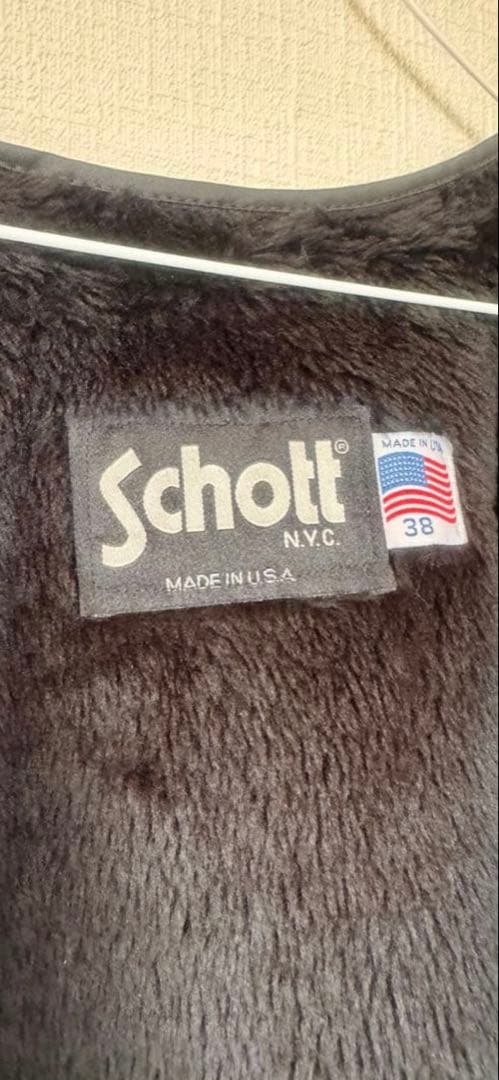 Schott®
N.Y.C.
MADE IN U.S.A
MADE IN USA
38